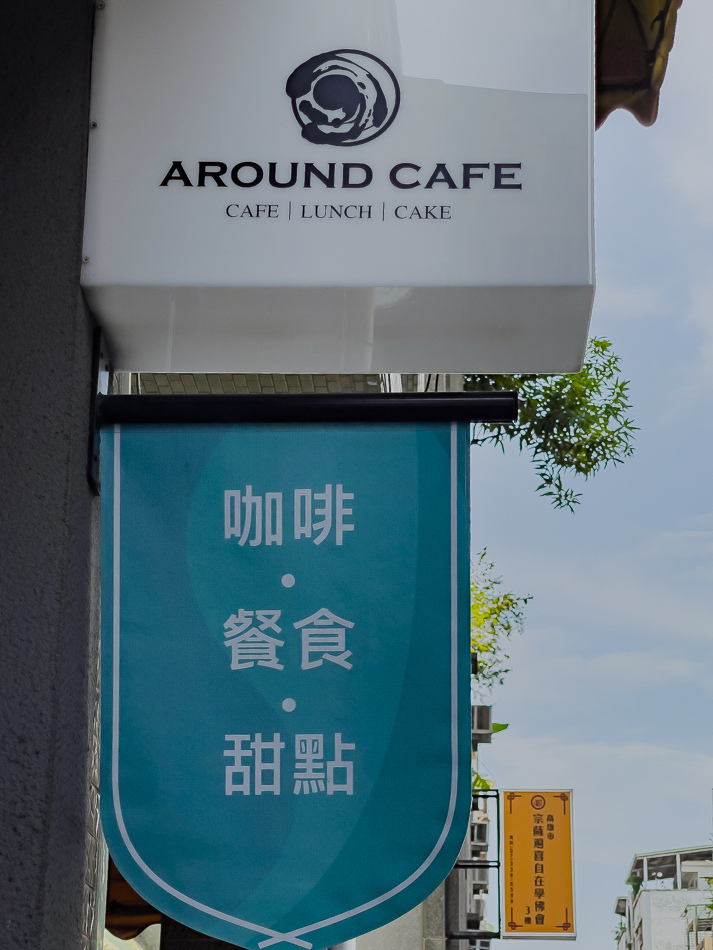 AROUND CAFE
CAFE | LUNCH | CAKE
咖啡
·
餐食
·
甜點
高雄市
宗薩遍喜自在學佛會
3樓